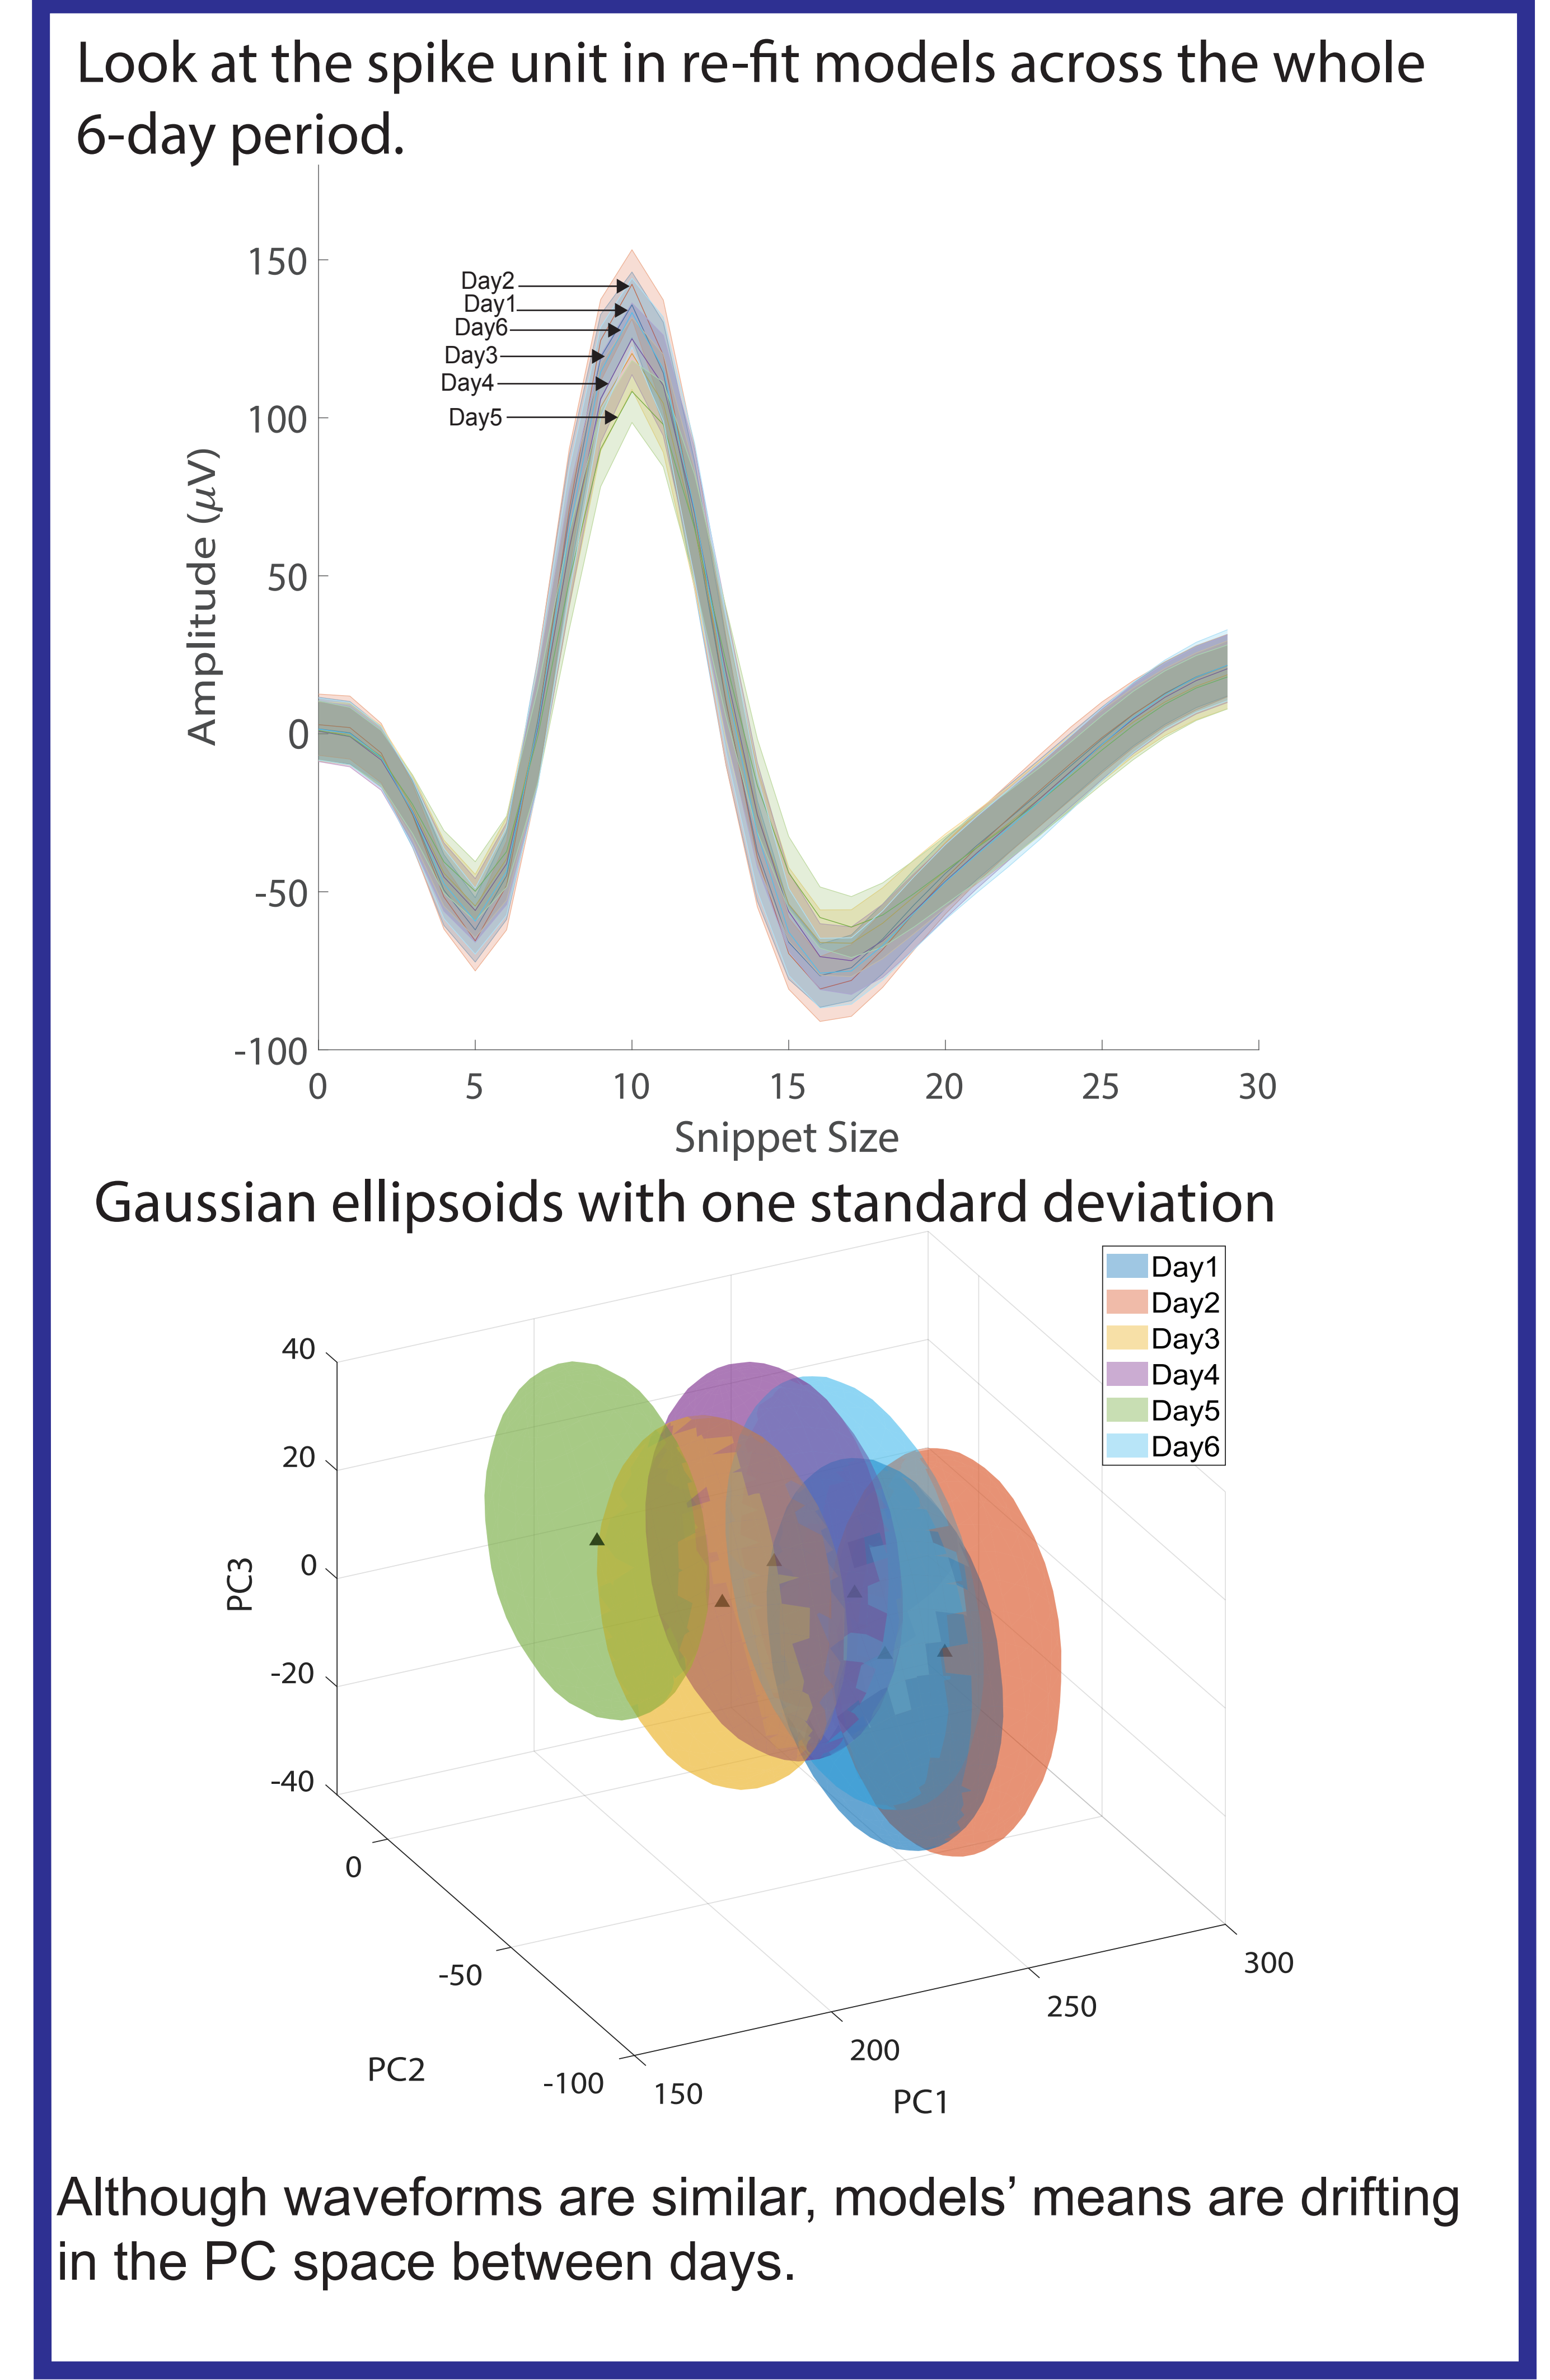 Look at the spike unit in re-fit models across the whole
6-day period.
150
100
50
0
-50
-100
Amplitude (μV)
Day2
Day1
Day6
Day3
Day4
Day5
0 5 10 15 20 25 30
Snippet Size
Gaussian ellipsoids with one standard deviation
Day1
Day2
Day3
Day4
Day5
Day6
40
20
0
-20
-40
PC3
0
-50
-100
PC2
150
200
250
300
PC1
Although waveforms are similar, models’ means are drifting
in the PC space between days.